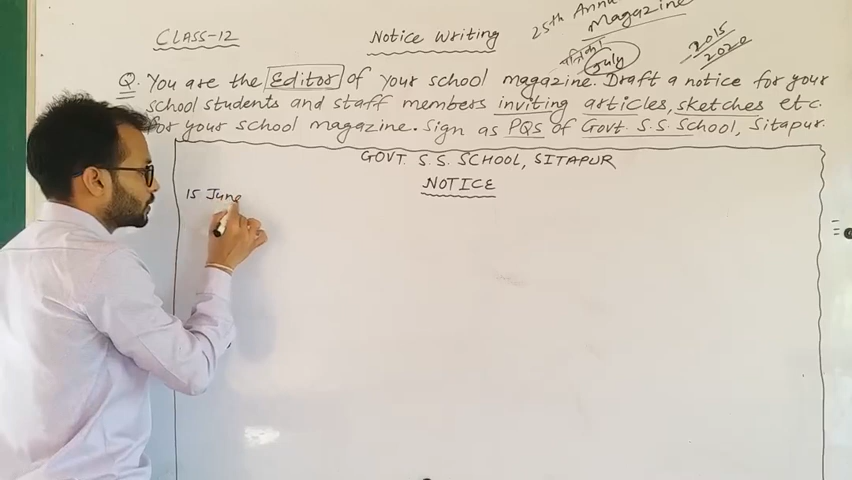 CLASS-12
Notice Writing
25th Annu
Magazine
July
2015
2020
Q. You are the Editor of your school magazine. Draft a notice for your
school students and staff members inviting articles, sketches etc.
for your school magazine. Sign as PQS of Govt. S.S. School, Sitapur.
GOVT. S.S. SCHOOL, SITAPUR
NOTICE
15 June